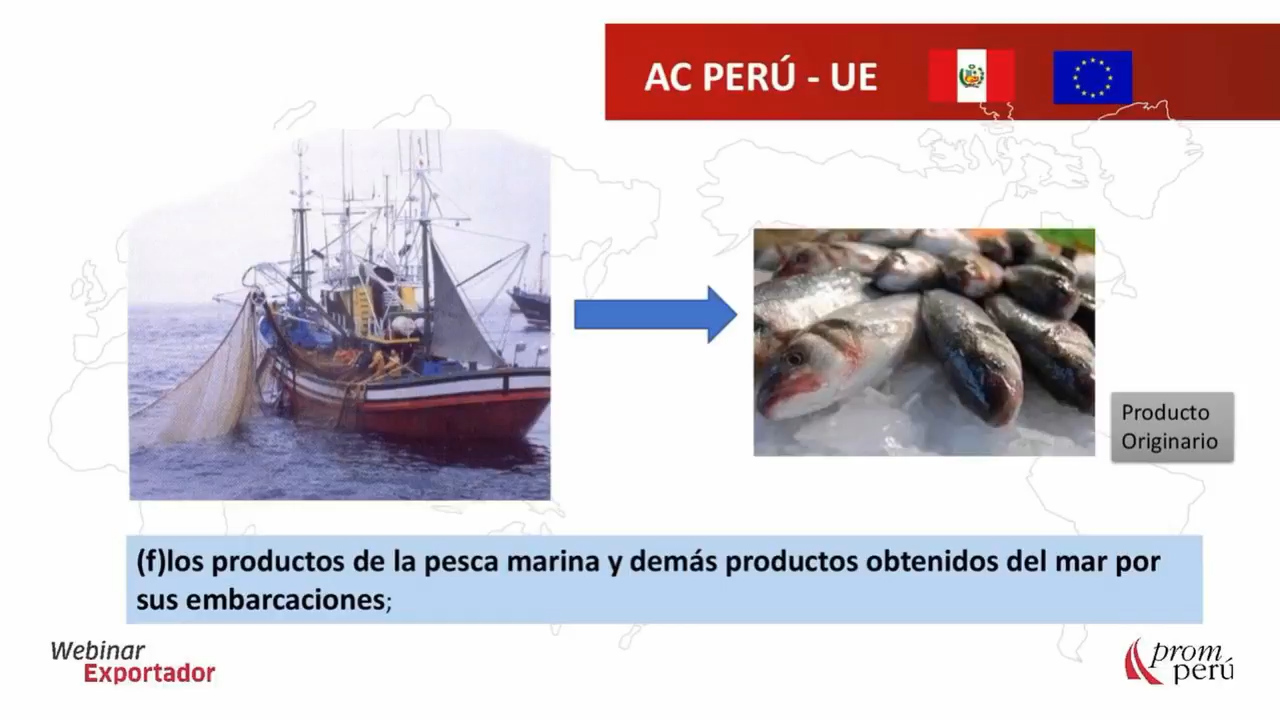 AC PERÚ - UE
Producto
Originario
(f)los productos de la pesca marina y demás productos obtenidos del mar por
sus embarcaciones;
Webinar
Exportador
prom
perú